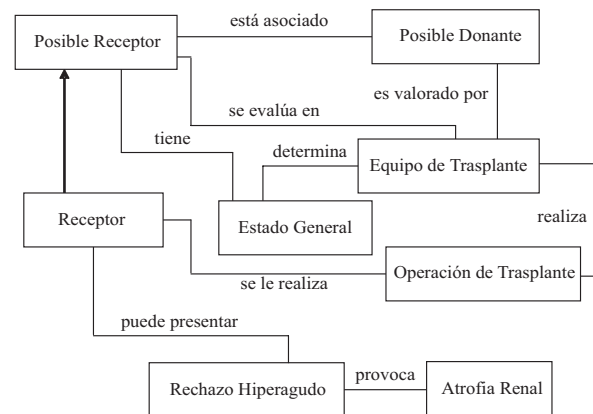 está asociado
Posible Receptor
Posible Donante
es valorado por
se evalúa en
tiene
determina
Equipo de Trasplante
Receptor
Estado General
realiza
Operación de Trasplante
se le realiza
puede presentar
provoca
Rechazo Hiperagudo
Atrofia Renal